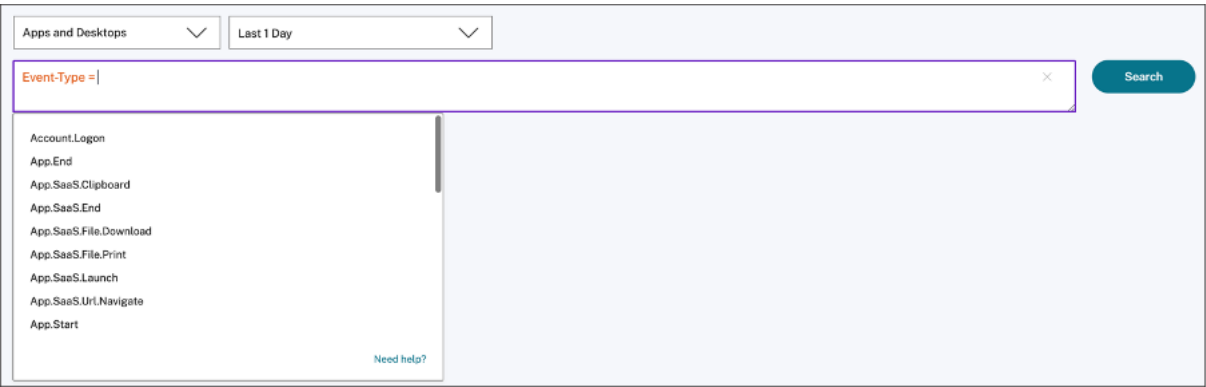 Apps and Desktops
Last 1 Day
Event-Type =
Search
Account.Logon
App.End
App.SaaS.Clipboard
App.SaaS.End
App.SaaS.File.Download
App.SaaS.File.Print
App.SaaS.Launch
App.SaaS.Url.Navigate
App.Start
Need help?